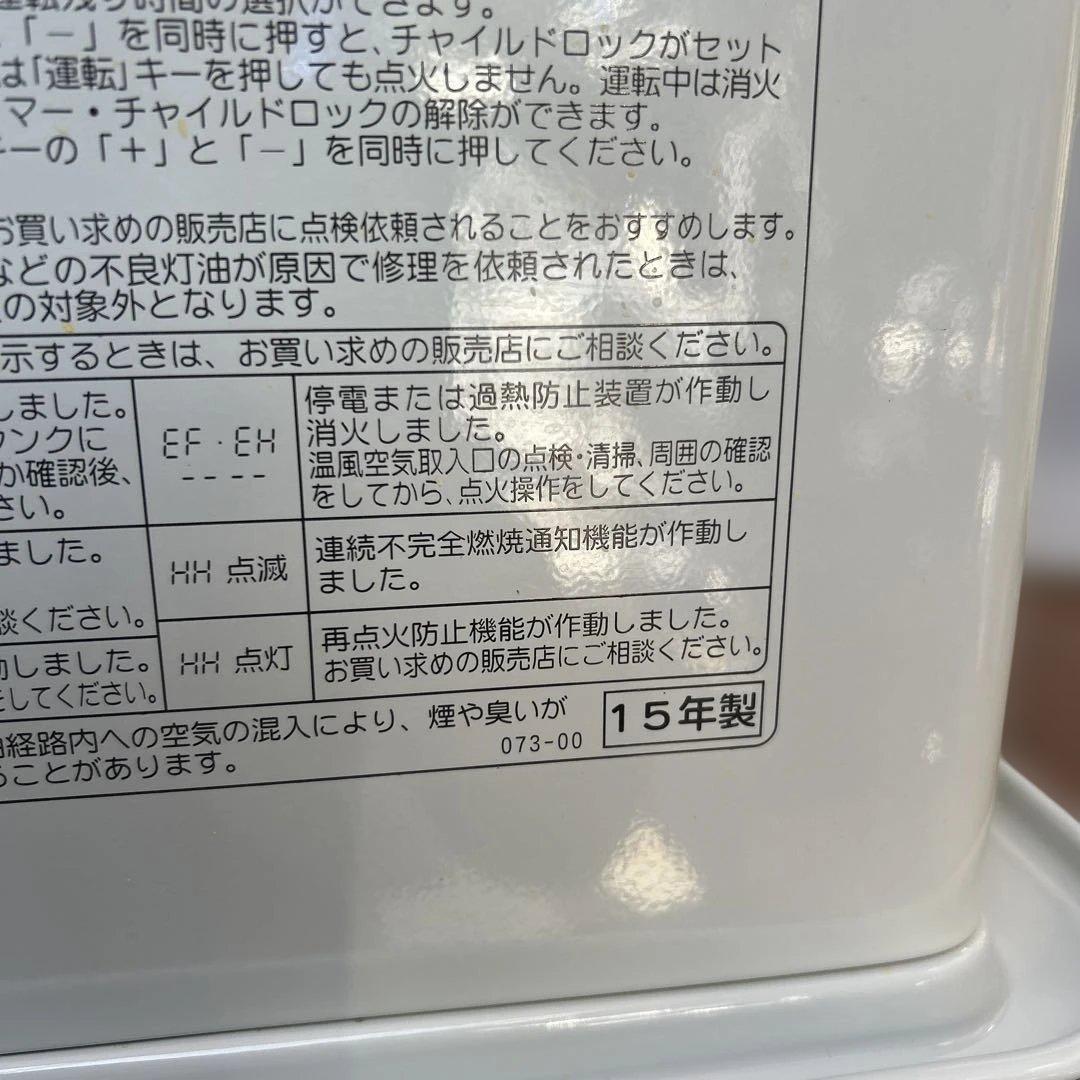 運転残り時間の選択ができます。
「－」を同時に押すと、チャイルドロックがセット
は「運転」キーを押しても点火しません。運転中は消火
マー・チャイルドロックの解除ができます。
キーの「＋」と「－」を同時に押してください。
お買い求めの販売店に点検依頼されることをおすすめします。
などの不良灯油が原因で修理を依頼されたときは、
の対象外となります。
示するときは、お買い求めの販売店にご相談ください。
しました。
タンクに
か確認後、
さい。
EF・EH
----
停電または過熱防止装置が作動し
消火しました。
温風空気取入口の点検・清掃、周囲の確認
をしてから、点火操作をしてください。
ました。
談ください。
HH 点滅
連続不完全燃焼通知機能が作動し
ました。
動しました。
をしてください。
HH 点灯
再点火防止機能が作動しました。
お買い求めの販売店にご相談ください。
経路内への空気の混入により、煙や臭いが
ることがあります。
073-00
15年製